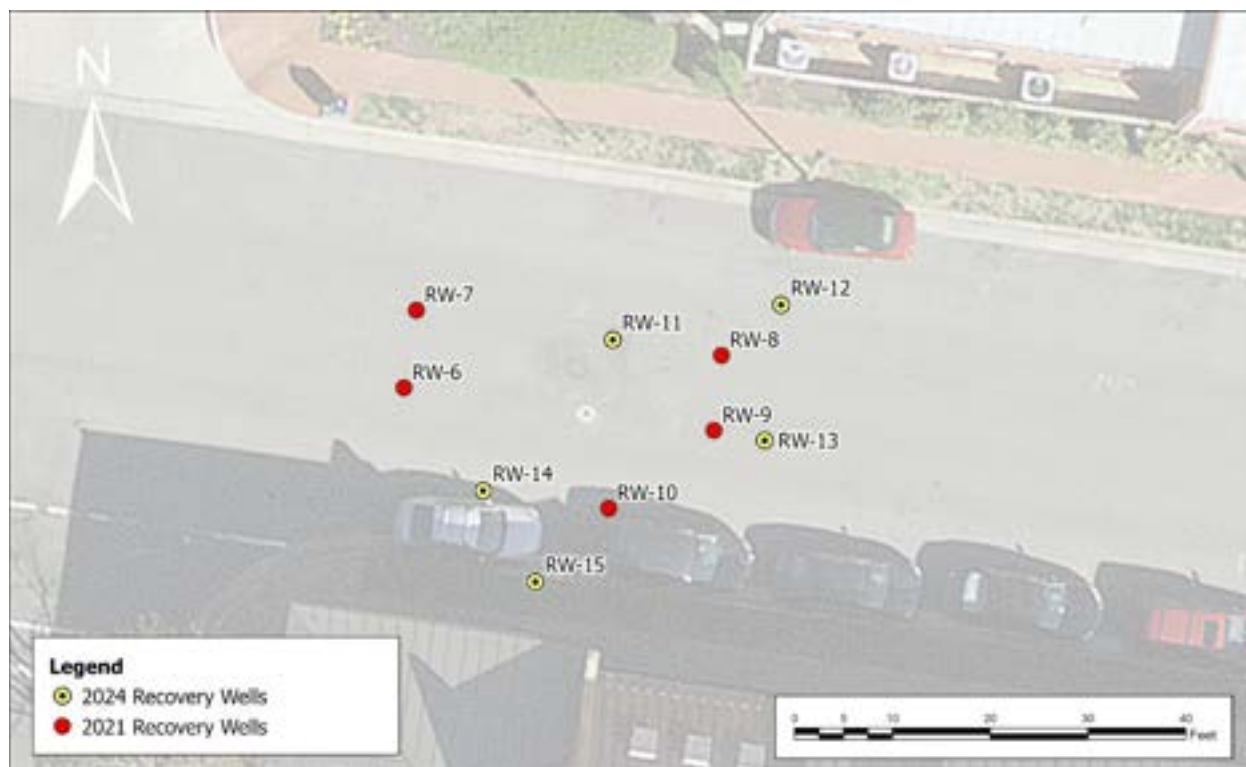 N
RW-12
RW-7
RW-11
RW-8
RW-6
RW-9
RW-13
RW-14
RW-10
RW-15
Legend
2024 Recovery Wells
2021 Recovery Wells
0 5 10 20 30 40
Feet